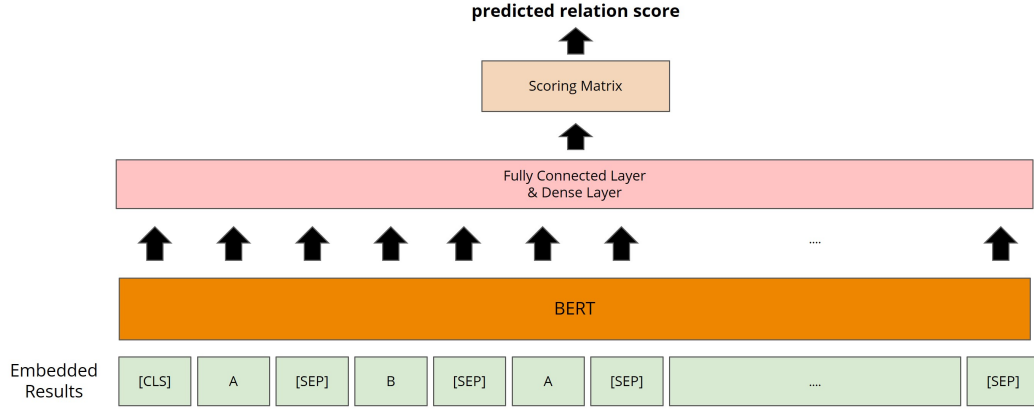 predicted relation score
Scoring Matrix
Fully Connected Layer
& Dense Layer
....
BERT
Embedded
Results
[CLS] A [SEP] B [SEP] A [SEP] .... [SEP]